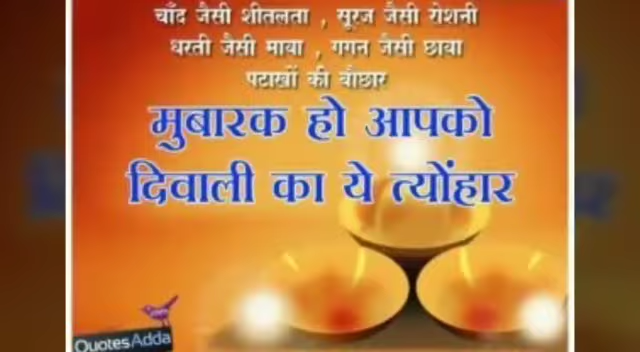 चाँद जैसी शीतलता , सूरज जैसी रोशनी
धरती जैसी माया , गगन जैसी छाया
पटाखों की बौछार
मुबारक हो आपको
दिवाली का ये त्योंहार
QuotesAdda